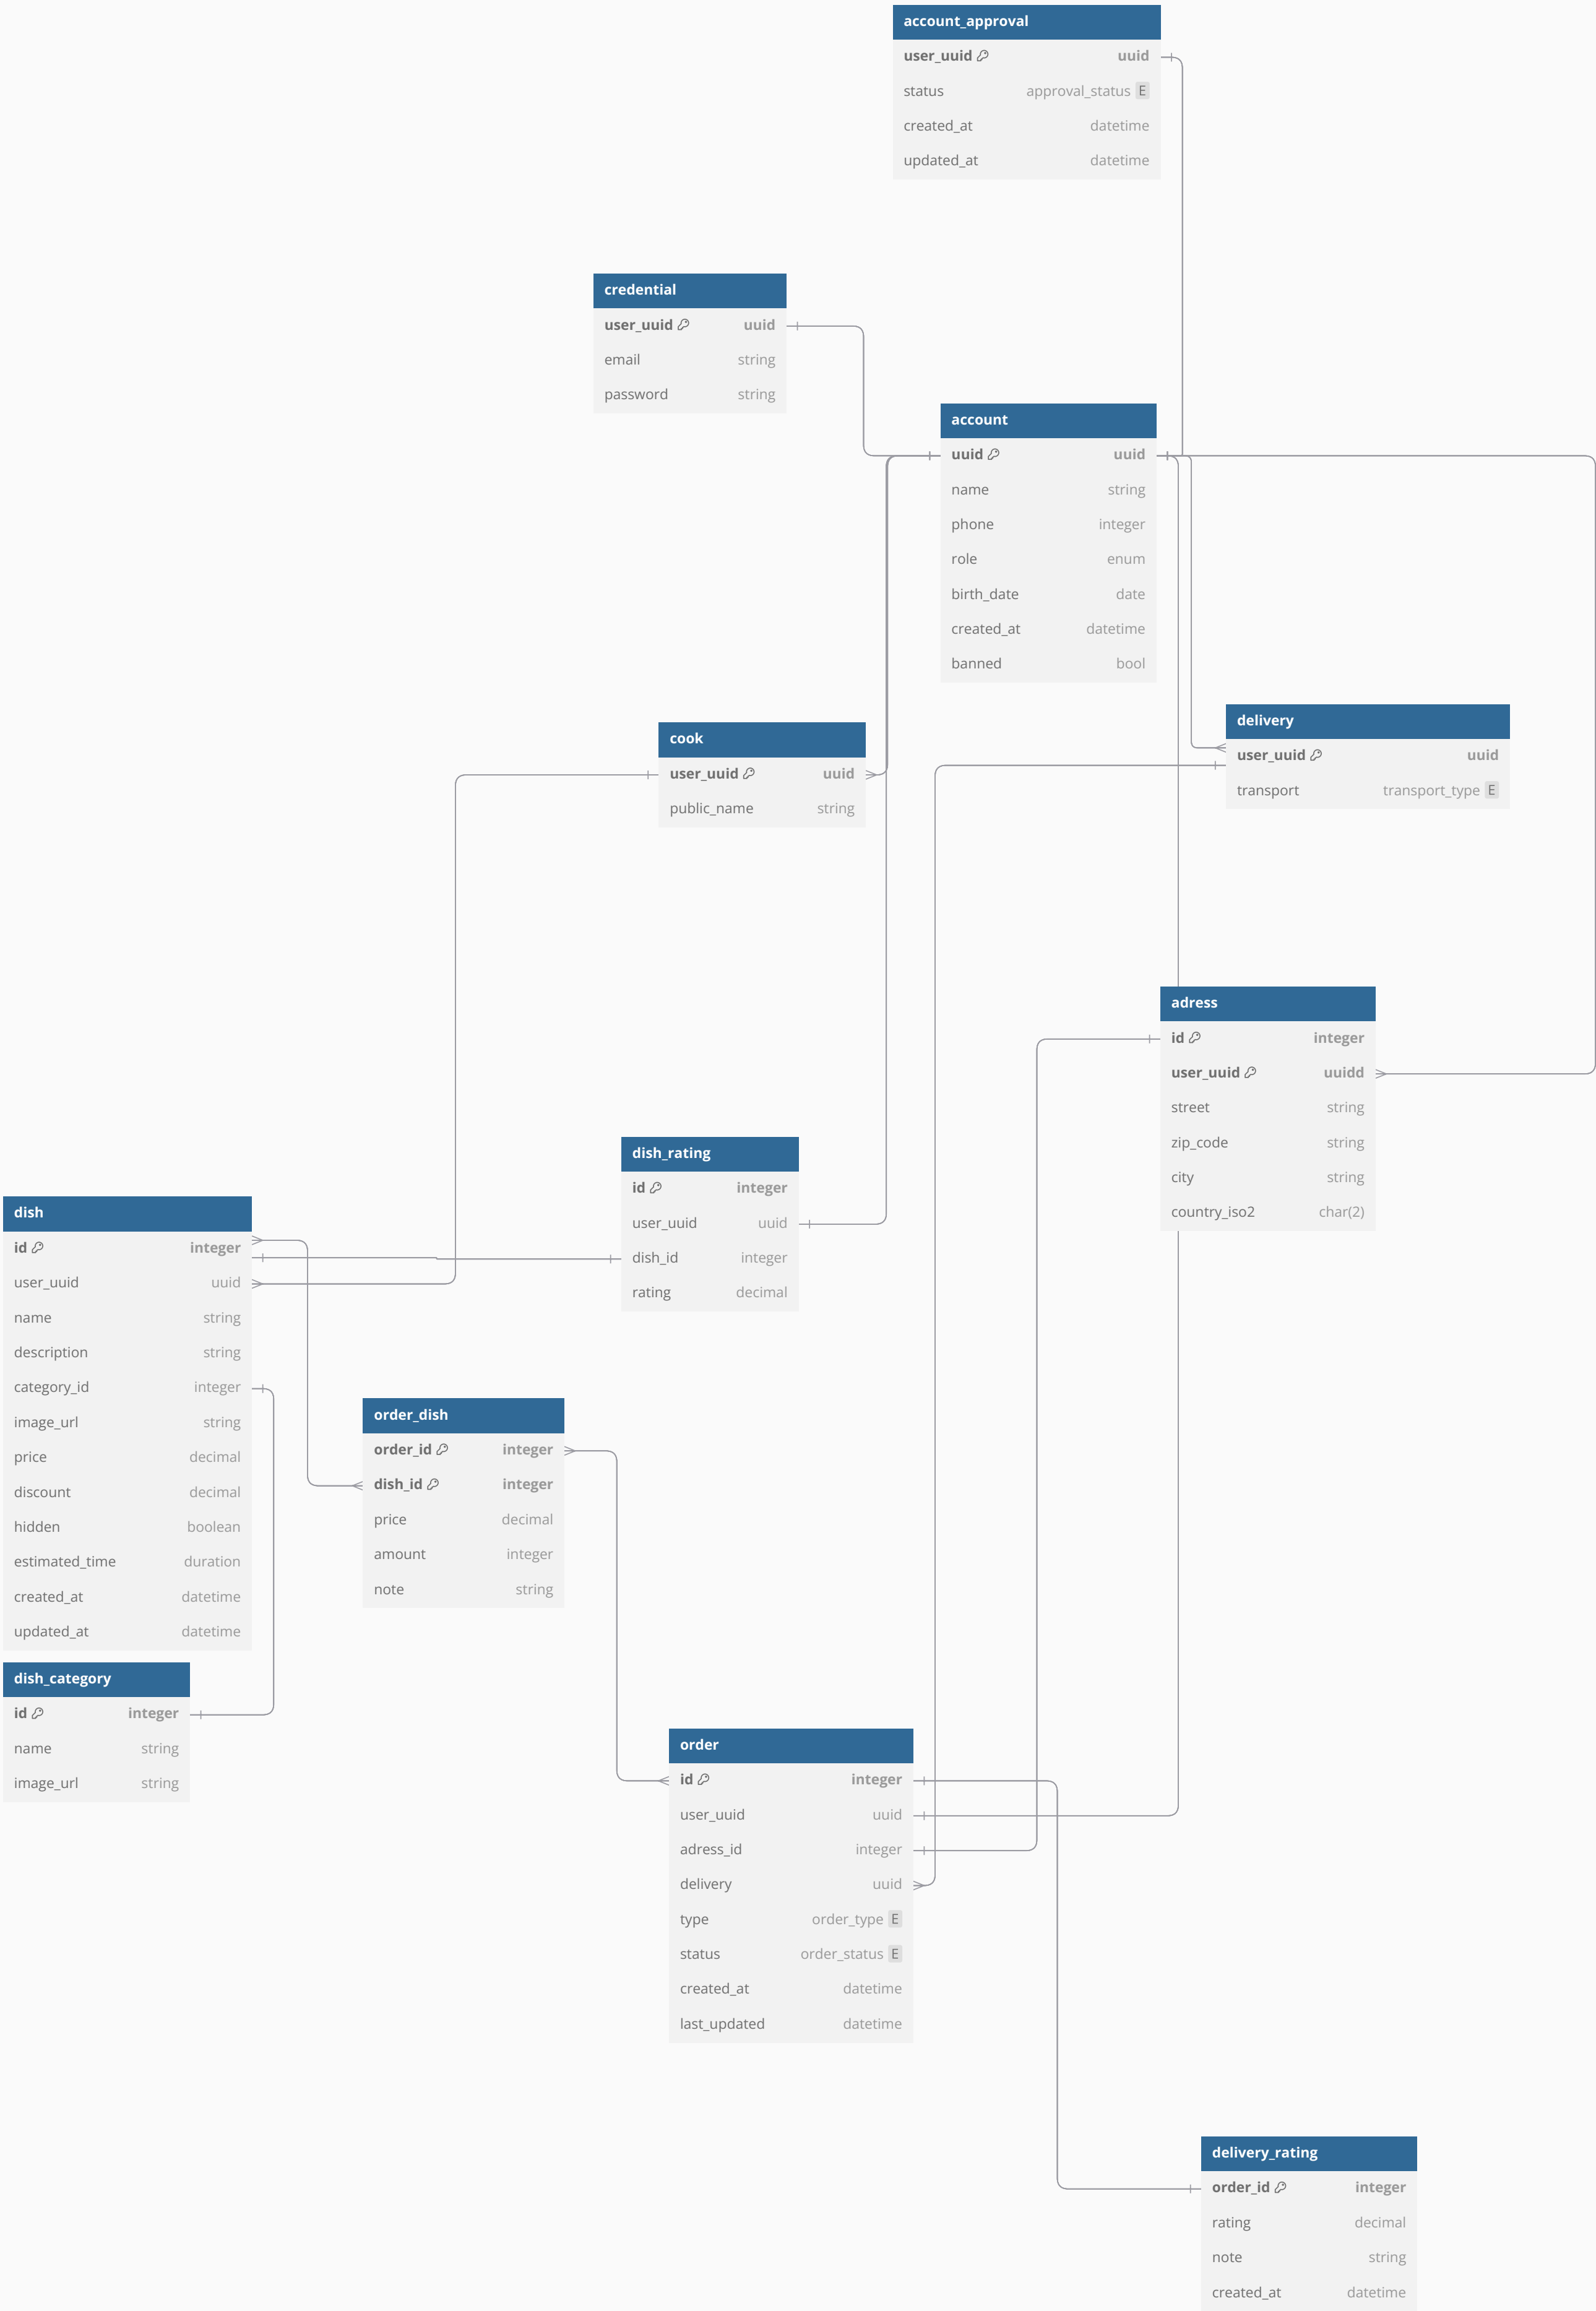 account_approval
user_uuid uuid
status approval_status E
created_at datetime
updated_at datetime
credential
user_uuid uuid
email string
password string
account
uuid uuid
name string
phone integer
role enum
birth_date date
created_at datetime
banned bool
delivery
user_uuid uuid
transport transport_type E
cook
user_uuid uuid
public_name string
adress
id integer
user_uuid uuidd
street string
zip_code string
city string
country_iso2 char(2)
dish_rating
id integer
user_uuid uuid
dish_id integer
rating decimal
dish
id integer
user_uuid uuid
name string
description string
category_id integer
image_url string
price decimal
discount decimal
hidden boolean
estimated_time duration
created_at datetime
updated_at datetime
order_dish
order_id integer
dish_id integer
price decimal
amount integer
note string
dish_category
id integer
name string
image_url string
order
id integer
user_uuid uuid
adress_id integer
delivery uuid
type order_type E
status order_status E
created_at datetime
last_updated datetime
delivery_rating
order_id integer
rating decimal
note string
created_at datetime